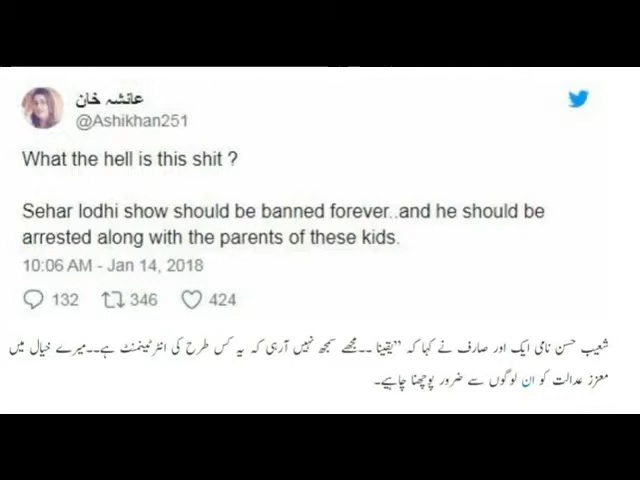 عائشہ خان
@Ashikhan251
What the hell is this shit ?
Sehar lodhi show should be banned forever..and he should be
arrested along with the parents of these kids.
10:06 AM - Jan 14, 2018
132 346 424
شعیب حسن نامی ایک اور صارف نے کہا کہ ”یقینا ۔۔مجھے سمجھ نہیں آرہی کہ یہ کس طرح کی انٹرٹینمنٹ ہے۔۔میرے خیال میں
معزز عدالت کو ان لوگوں سے ضرور پوچھنا چاہیے۔